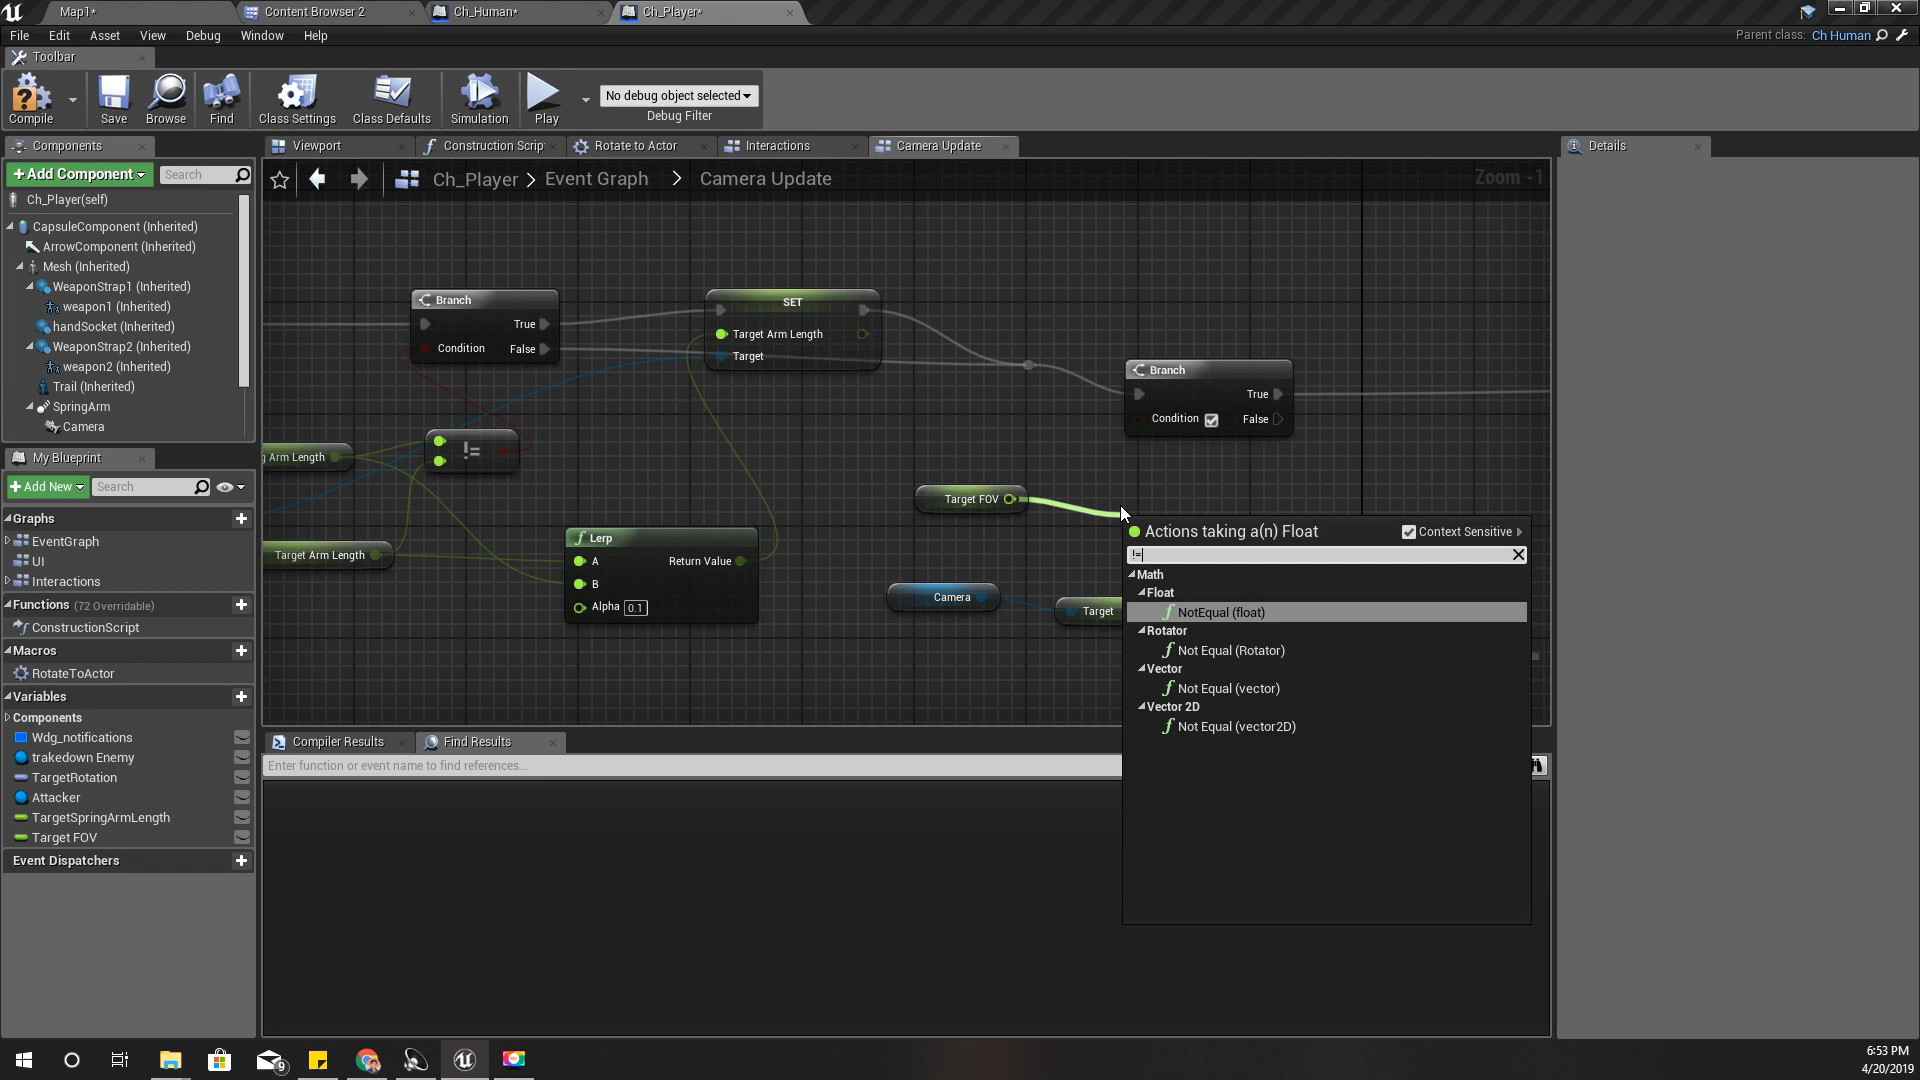 Map1*
Content Browser 2
Ch_Human*
Ch_Player*
File Edit Asset View Debug Window Help
Parent class: Ch Human
Toolbar
Compile Save Browse Find Class Settings Class Defaults Simulation Play
No debug object selected
Debug Filter
Components
+Add Component
Search
Ch_Player(self)
CapsuleComponent (Inherited)
ArrowComponent (Inherited)
Mesh (Inherited)
WeaponStrap1 (Inherited)
weapon1 (Inherited)
handSocket (Inherited)
WeaponStrap2 (Inherited)
weapon2 (Inherited)
Trail (Inherited)
SpringArm
Camera
My Blueprint
+Add New
Search
Graphs
EventGraph
UI
Interactions
Functions (72 Overridable)
ConstructionScript
Macros
RotateToActor
Variables
Components
Wdg_notifications
trakedown Enemy
TargetRotation
Attacker
TargetSpringArmLength
Target FOV
Event Dispatchers
Viewport
Construction Scrip
Rotate to Actor
Interactions
Camera Update
Ch_Player > Event Graph > Camera Update
Zoom -1
Branch
True
Condition
False
SET
Target Arm Length
Target
Branch
True
Condition
False
g Arm Length
!=
Target FOV
Target Arm Length
Lerp
A
Return Value
B
Alpha 0.1
Camera
Target
Actions taking a(n) Float
Context Sensitive
!=
Math
Float
NotEqual (float)
Rotator
Not Equal (Rotator)
Vector
Not Equal (vector)
Vector 2D
Not Equal (vector2D)
Compiler Results
Find Results
Enter function or event name to find references...
Details
9
6:53 PM
4/20/2019